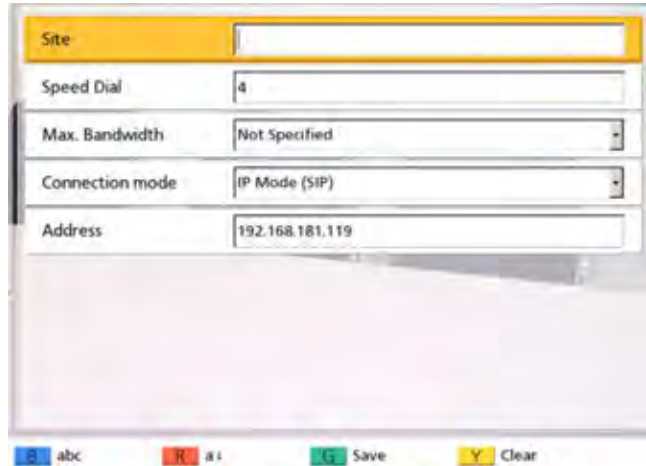 Site
Speed Dial 4
Max. Bandwidth Not Specified
Connection mode IP Mode (SIP)
Address 192.168.181.119
B abc R a↓ G Save Y Clear